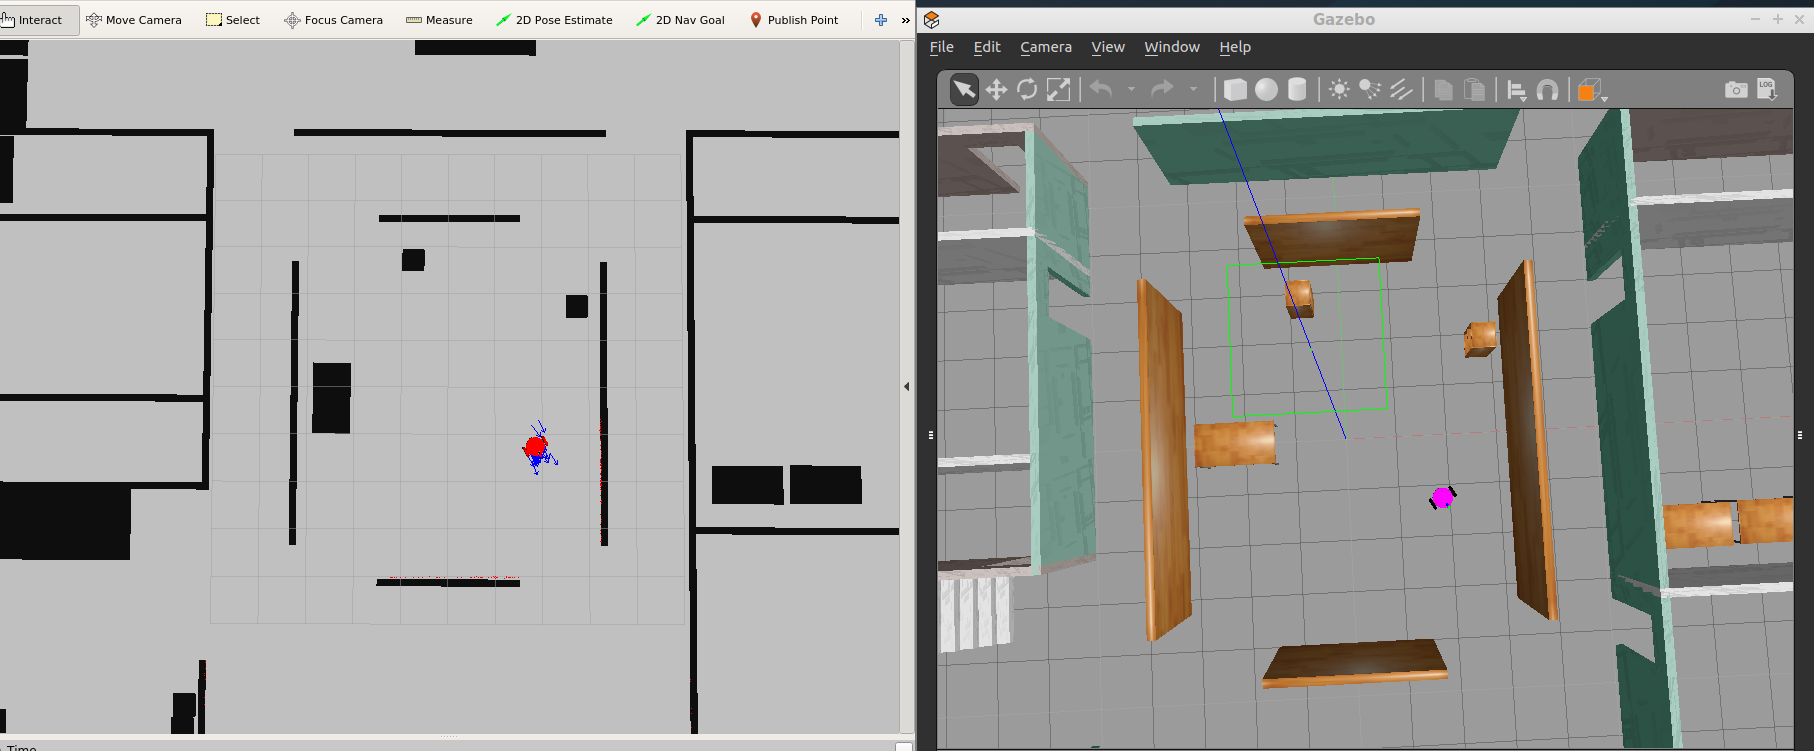 Interact Move Camera Select Focus Camera Measure 2D Pose Estimate 2D Nav Goal Publish Point »
Time
Gazebo
File Edit Camera View Window Help
LOG